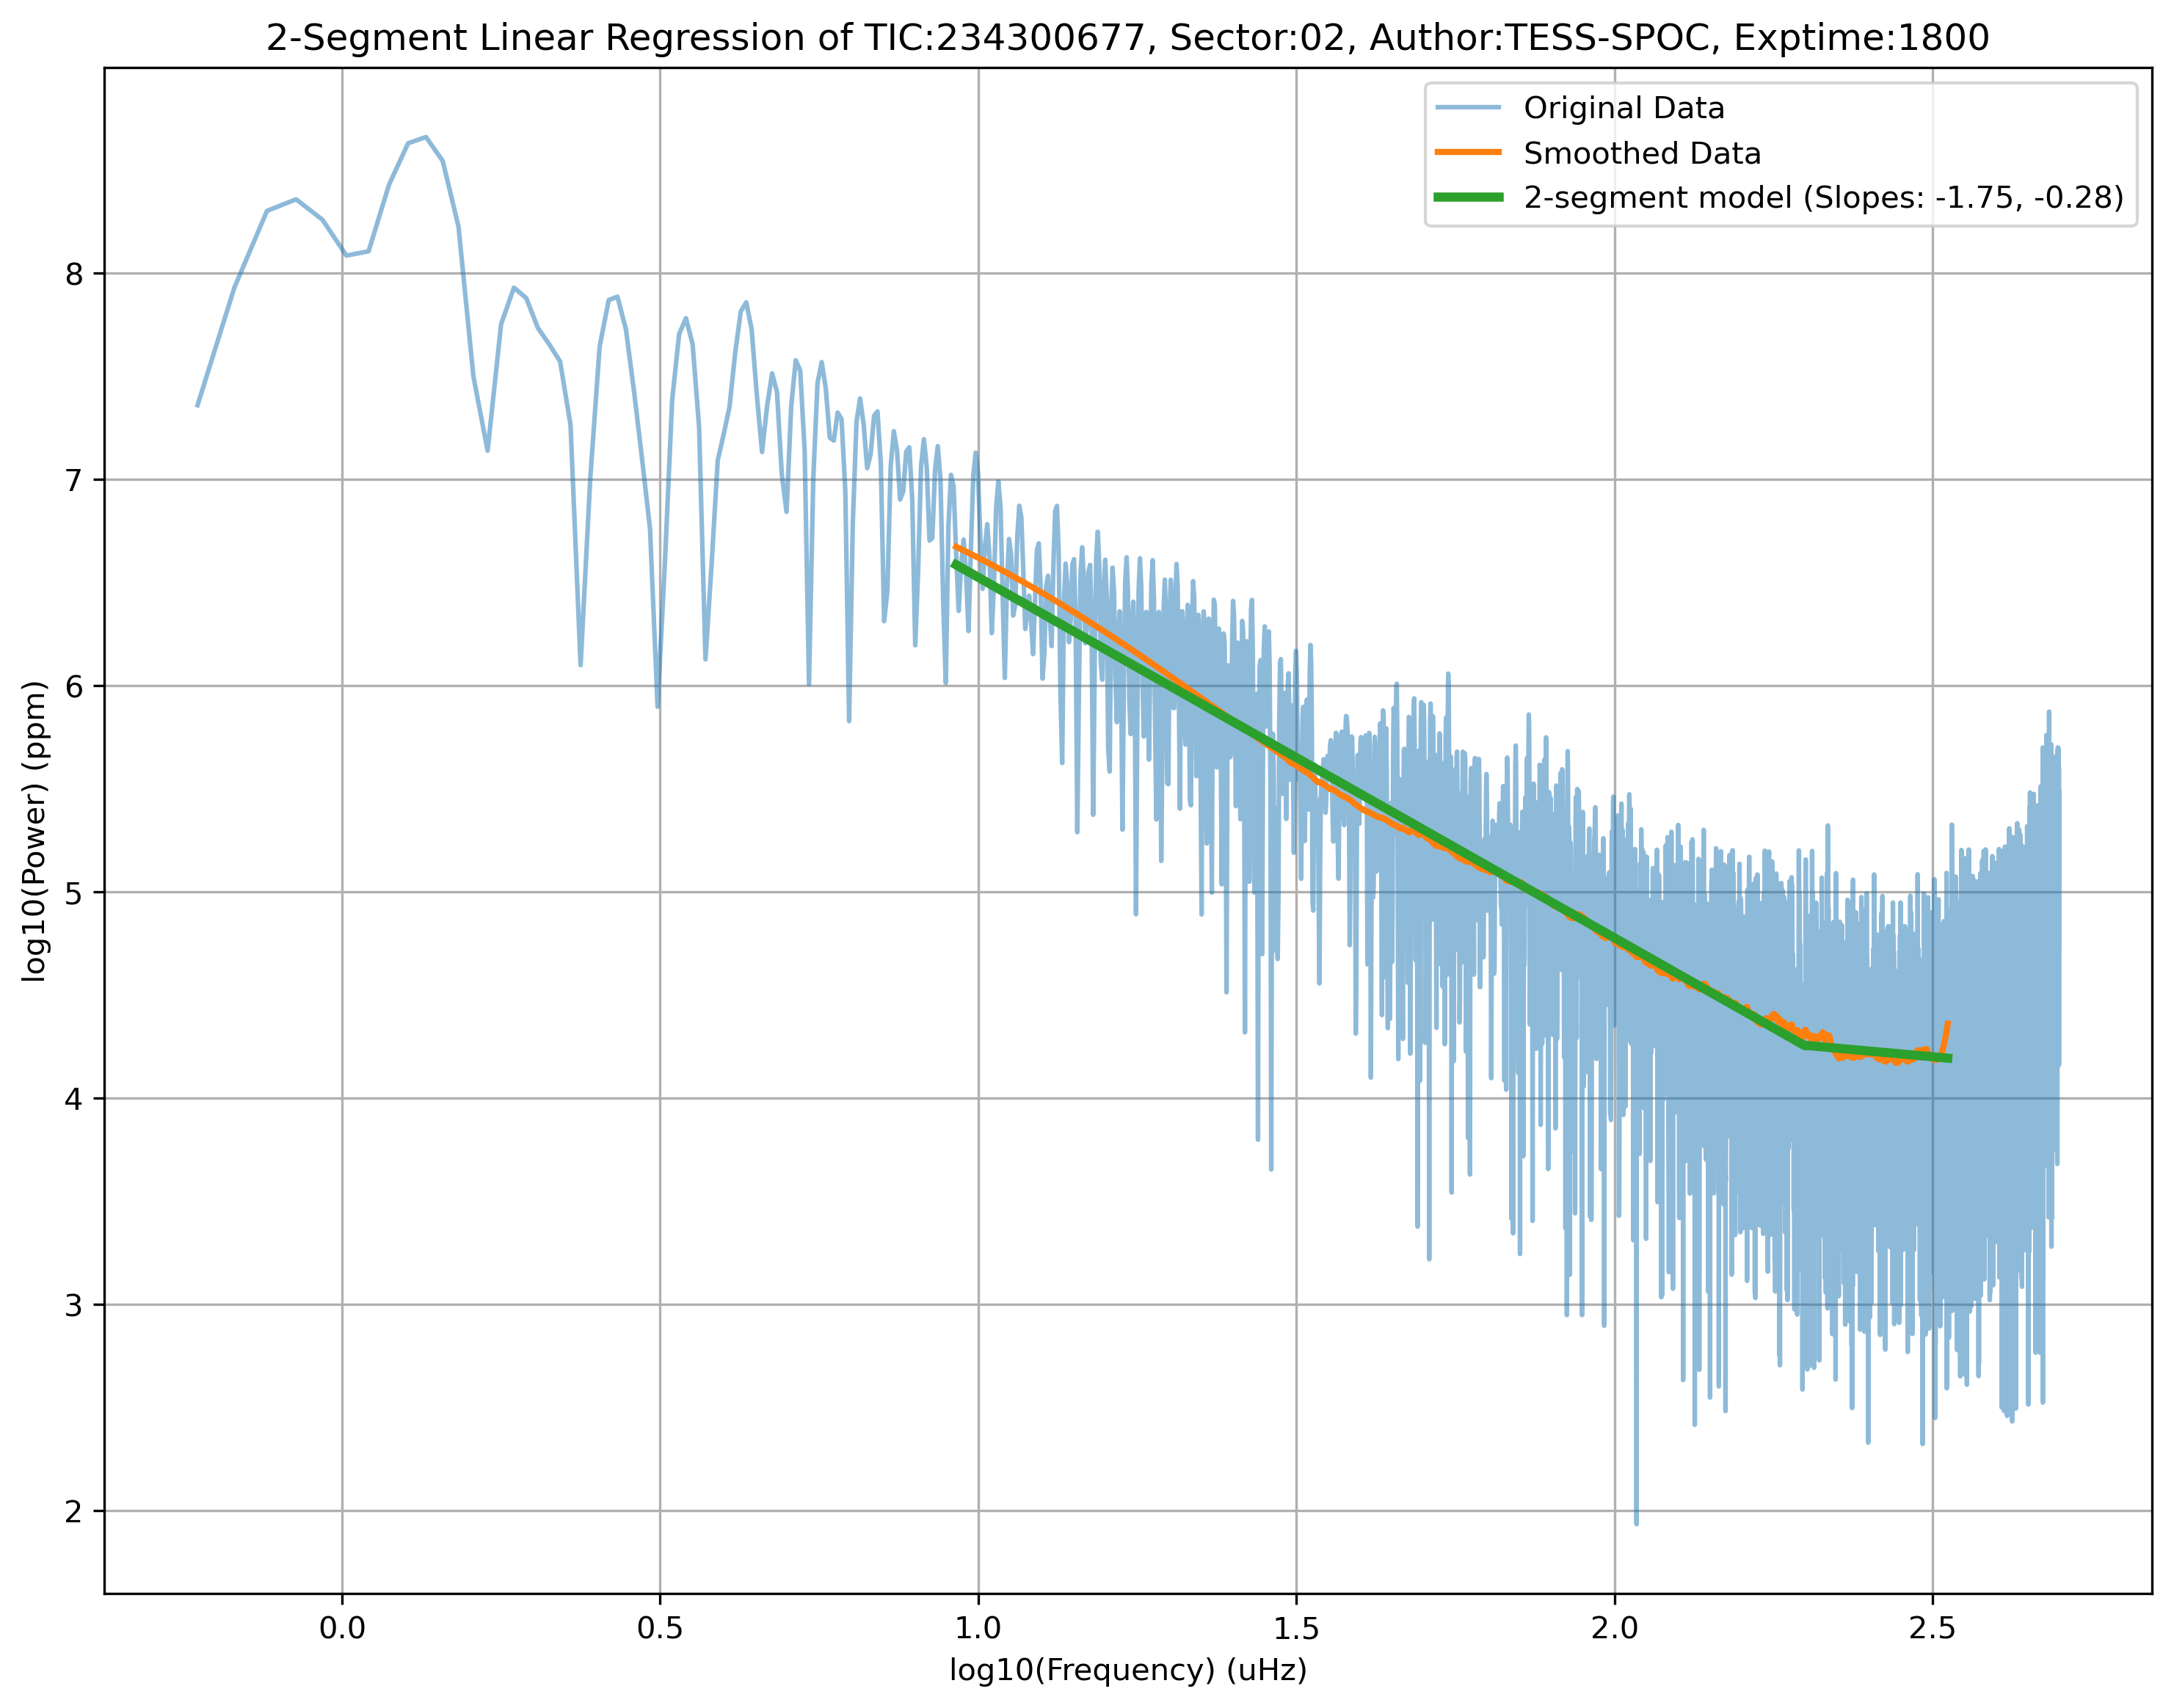 2-Segment Linear Regression of TIC:234300677, Sector:02, Author:TESS-SPOC, Exptime:1800
Original Data
Smoothed Data
2-segment model (Slopes: -1.75, -0.28)
log10(Power) (ppm)
8
7
6
5
4
3
2
0.0 0.5 1.0 1.5 2.0 2.5
log10(Frequency) (uHz)